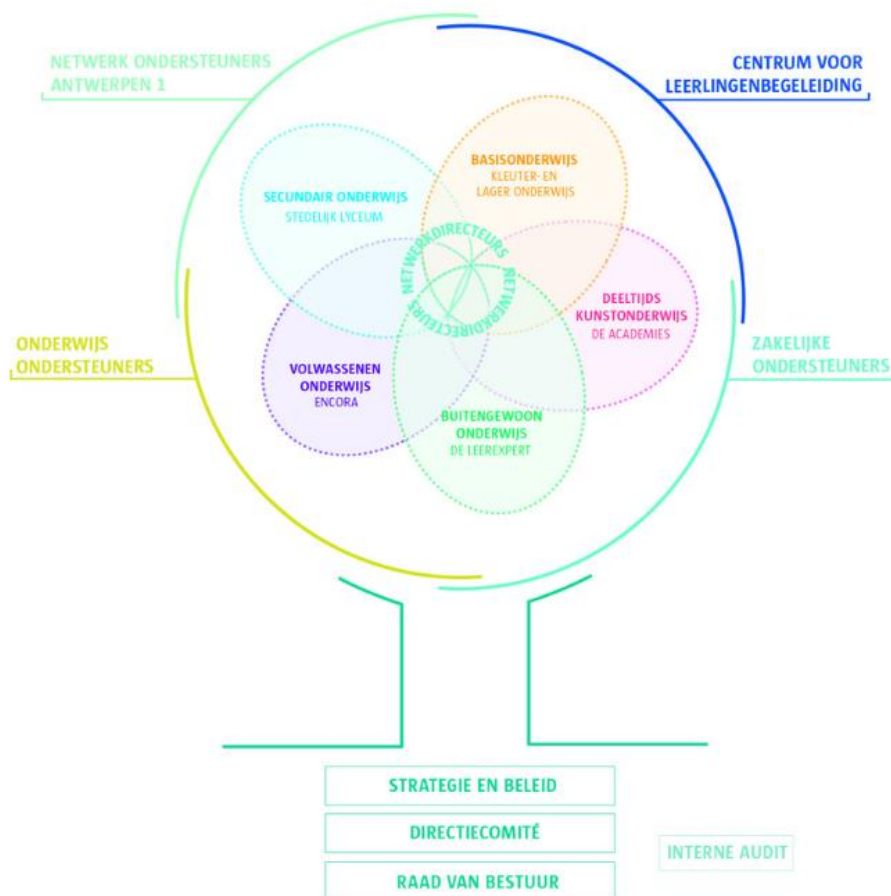 NETWERK ONDERSTEUNERS
ANTWERPEN 1
CENTRUM VOOR
LEERLINGENBEGELEIDING
BASISONDERWIJS
KLEUTER- EN
LAGER ONDERWIJS
SECUNDAIR ONDERWIJS
STEDELIJK LYCEUM
NETWERKDIRECTEURS
NETWERKDIRECTEURS
DEELTIJDS
KUNSTONDERWIJS
DE ACADEMIES
ONDERWIJS
ONDERSTEUNERS
ZAKELIJKE
ONDERSTEUNERS
VOLWASSENEN
ONDERWIJS
ENCORA
BUITENGEWOON
ONDERWIJS
DE LEEREXPERT
STRATEGIE EN BELEID
DIRECTIECOMITÉ
INTERNE AUDIT
RAAD VAN BESTUUR